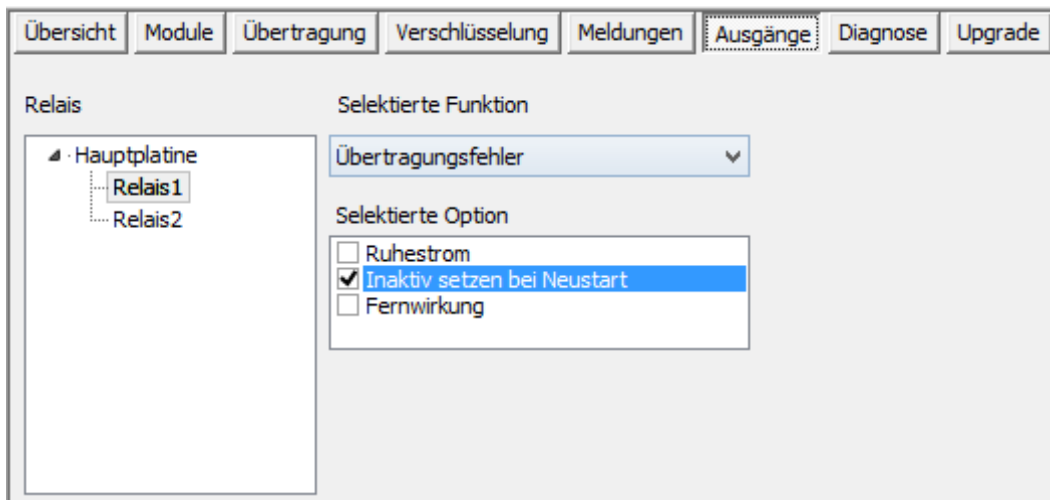 Übersicht Module Übertragung Verschlüsselung Meldungen Ausgänge Diagnose Upgrade
Relais
Hauptplatine
Relais1
Relais2
Selektierte Funktion
Übertragungsfehler
Selektierte Option
Ruhestrom
Inaktiv setzen bei Neustart
Fernwirkung